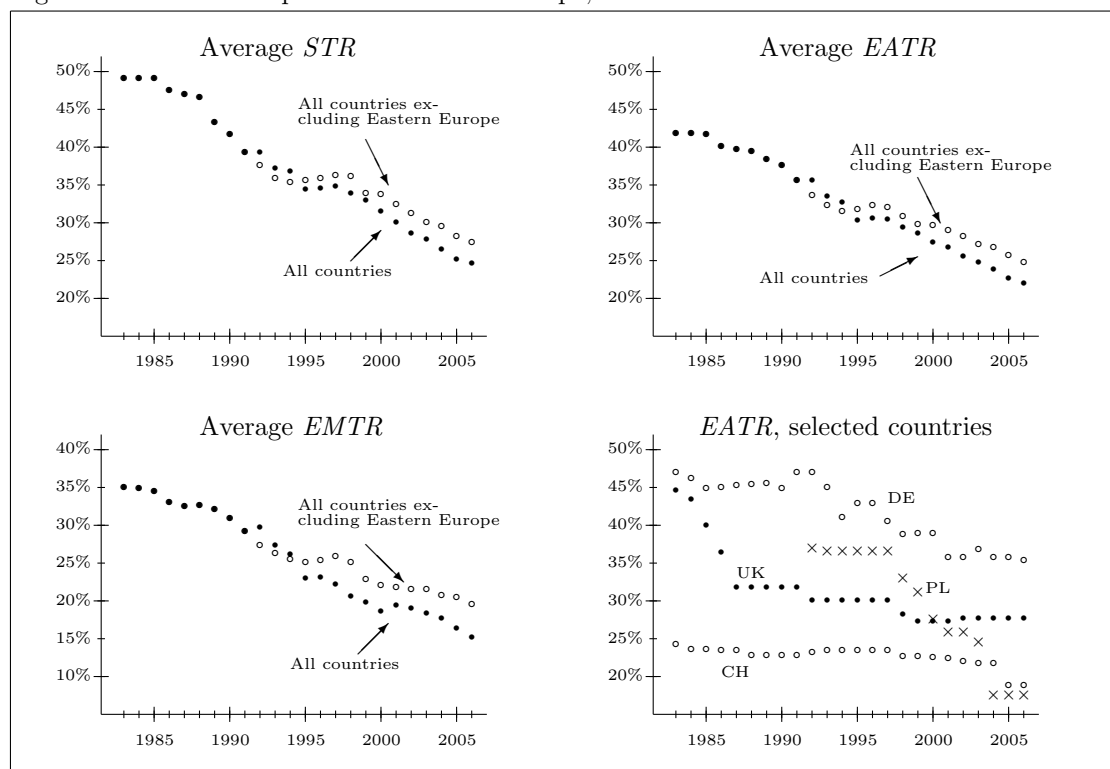 Average STR
50%
45%
40%
35%
30%
25%
20%
All countries ex-
cluding Eastern Europe
All countries
1985 1990 1995 2000 2005
Average EATR
50%
45%
40%
35%
30%
25%
20%
All countries ex-
cluding Eastern Europe
All countries
1985 1990 1995 2000 2005
Average EMTR
40%
35%
30%
25%
20%
15%
10%
All countries ex-
cluding Eastern Europe
All countries
1985 1990 1995 2000 2005
EATR, selected countries
50%
45%
40%
35%
30%
25%
20%
DE
UK
PL
CH
1985 1990 1995 2000 2005